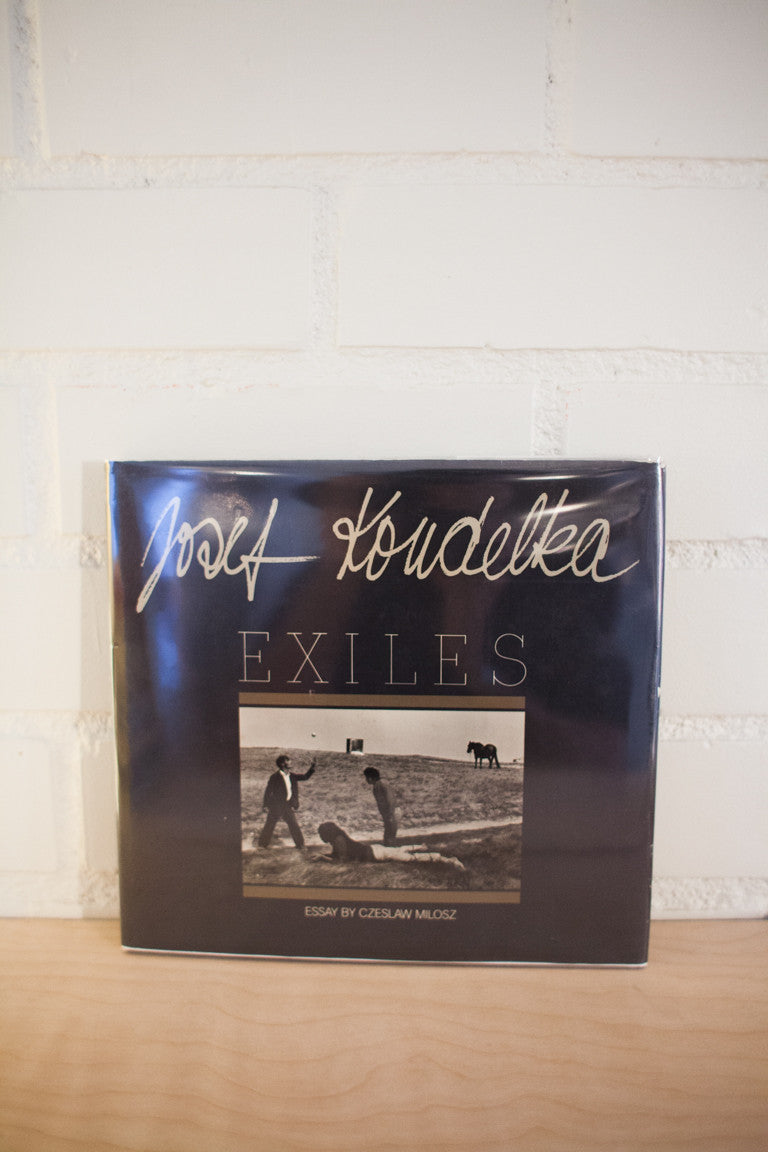 Josef Koudelka
EXILES
ESSAY BY CZESLAW MILOSZ